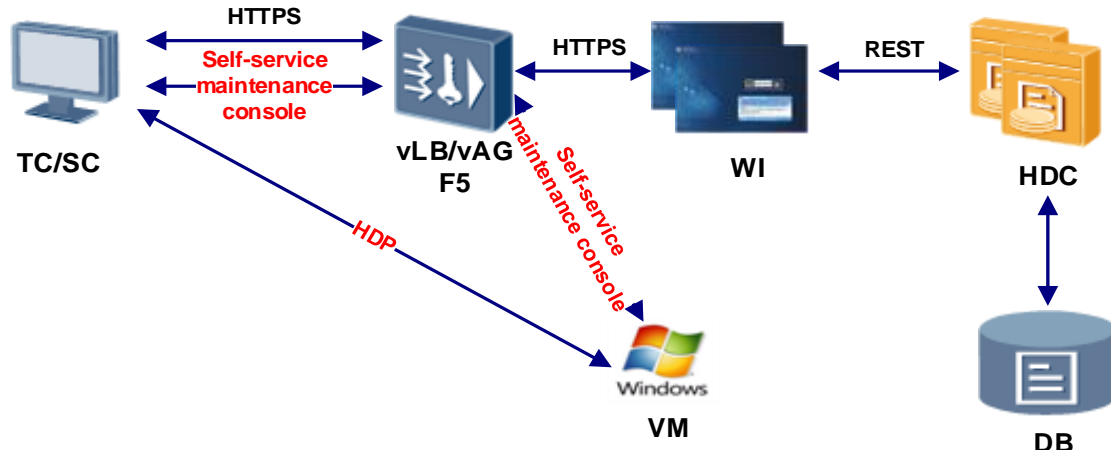 HTTPS
Self-service
maintenance
console
HTTPS
REST
TC/SC
vLB/vAG
F5
WI
HDC
HDP
Self-service
maintenance console
Windows
VM
DB